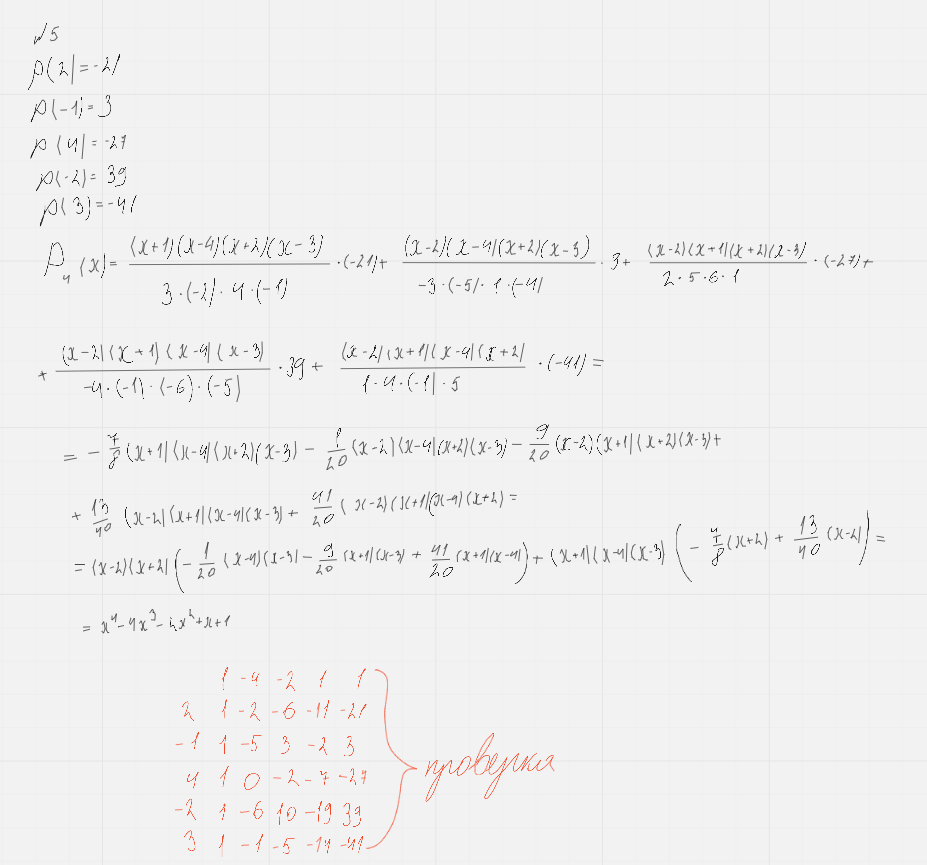 №5
p(2)=-21
p(-1)=3
p(4)=-27
p(-2)=39
p(3)=-41
P₄(x)= (x+1)(x-4)(x+2)(x-3)/(3·(-2)·4·(-1)) ·(-21)+ (x-2)(x-4)(x+2)(x-3)/(-3·(-5)·1·(-4)) ·3+ (x-2)(x+1)(x+2)(x-3)/(2·5·6·1) ·(-27)+
+ (x-2)(x+1)(x-4)(x-3)/(-4·(-1)·(-6)·(-5)) ·39+ (x-2)(x+1)(x-4)(x+2)/(1·4·(-1)·5) ·(-41)=
= - 7/8 (x+1)(x-4)(x+2)(x-3) - 1/20 (x-2)(x-4)(x+2)(x-3) - 9/20 (x-2)(x+1)(x+2)(x-3)+
+ 13/40 (x-2)(x+1)(x-4)(x-3)+ 41/20 (x-2)(x+1)(x-4)(x+2)=
= (x-2)(x+2)(- 1/20 (x-4)(x-3) - 9/20 (x+1)(x-3) + 41/20 (x+1)(x-4)) + (x+1)(x-4)(x-3) (- 7/8 (x+2) + 13/40 (x-2))=
= x⁴-4x³-2x²+x+1
1 -4 -2 1 1
2 1 -2 -6 -11 -21
-1 1 -5 3 -2 3
4 1 0 -2 -7 -27
-2 1 -6 10 -19 39
3 1 -1 -5 -14 -41
проверка